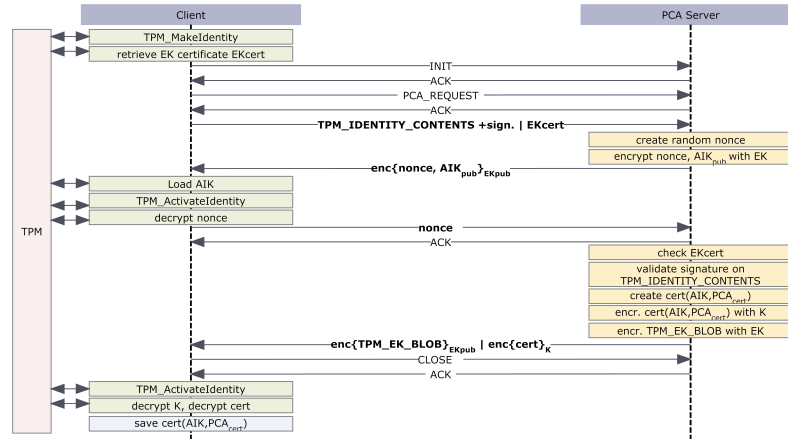 Client
PCA Server
TPM_MakeIdentity
retrieve EK certificate EKcert
INIT
ACK
PCA_REQUEST
ACK
TPM_IDENTITY_CONTENTS +sign. | EKcert
create random nonce
encrypt nonce, AIKpub with EK
enc{nonce, AIKpub}EKpub
Load AIK
TPM_ActivateIdentity
decrypt nonce
TPM
nonce
ACK
check EKcert
validate signature on
TPM_IDENTITY_CONTENTS
create cert(AIK,PCAcert)
encr. cert(AIK,PCAcert) with K
encr. TPM_EK_BLOB with EK
enc{TPM_EK_BLOB}EKpub | enc{cert}K
CLOSE
ACK
TPM_ActivateIdentity
decrypt K, decrypt cert
save cert(AIK,PCAcert)